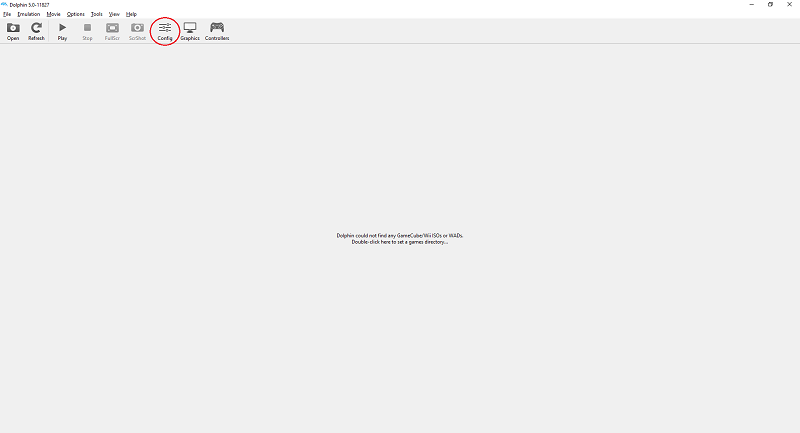 Dolphin 5.0-11827
File Emulation Movie Options Tools View Help
Open Refresh Play Stop FullScr ScrShot Config Graphics Controllers
Dolphin could not find any GameCube/Wii ISOs or WADs.
Double-click here to set a games directory...